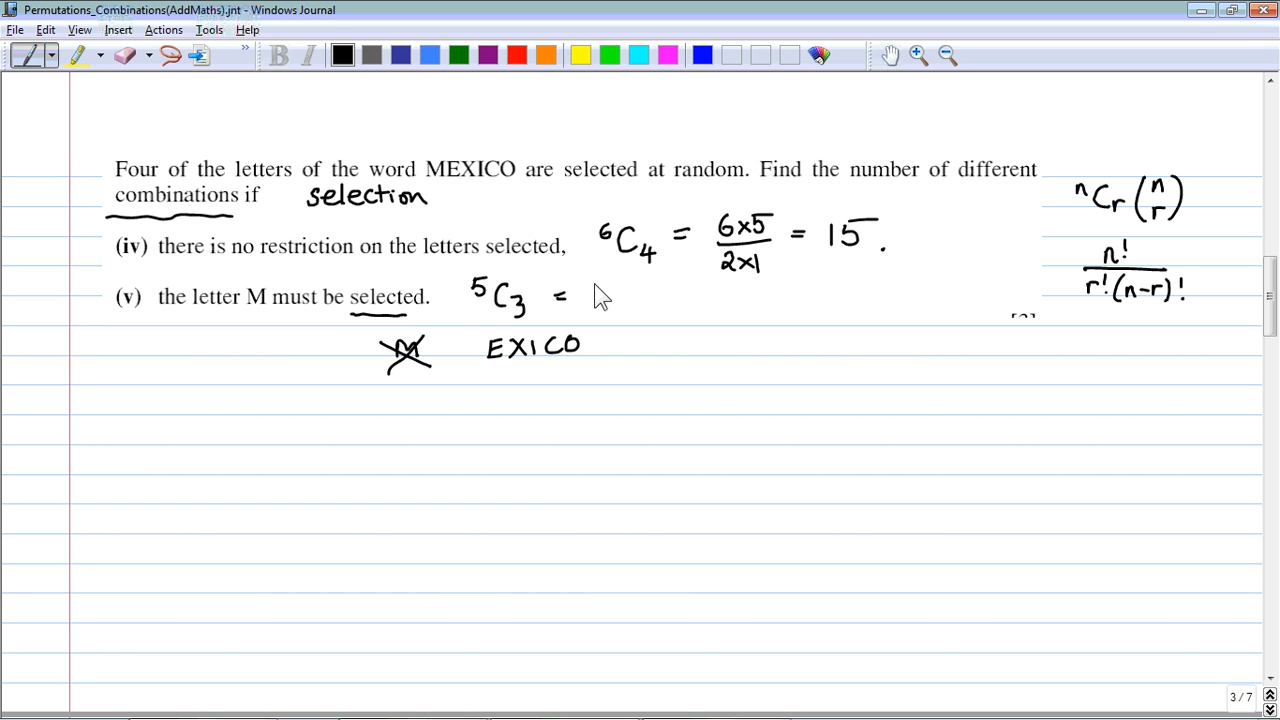 Permutations_Combinations(AddMaths).jnt - Windows Journal
File Edit View Insert Actions Tools Help
» B I »
Four of the letters of the word MEXICO are selected at random. Find the number of different
combinations if selection
ⁿCᵣ (n r)
(iv) there is no restriction on the letters selected, ⁶C₄ = 6×5 / 2×1 = 15.
n! / r!(n-r)!
(v) the letter M must be selected. ⁵C₃ =
M EXICO
3 / 7